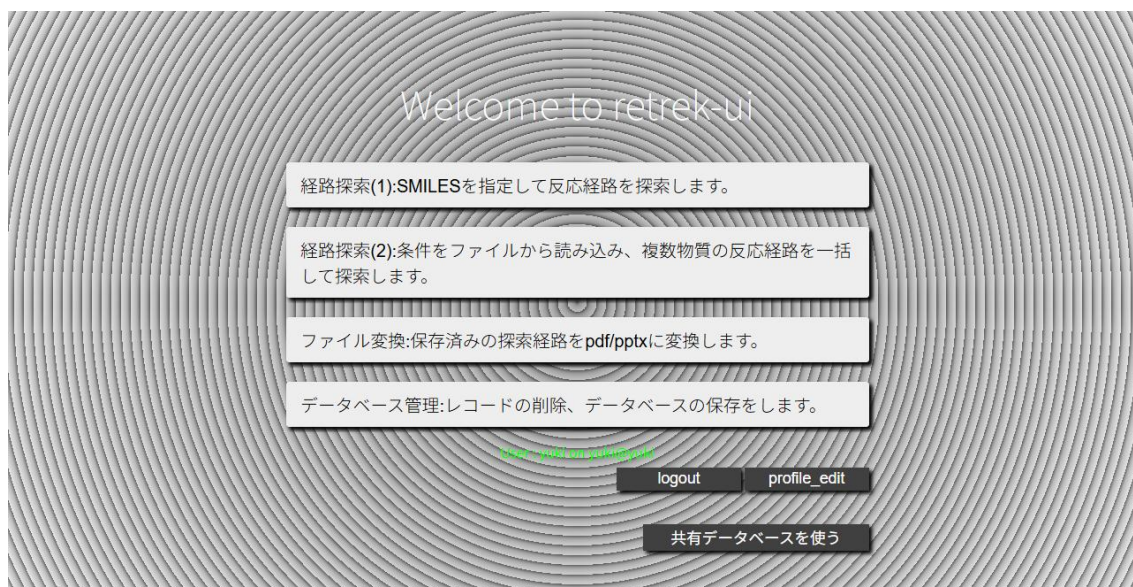 Welcome to retrek-ui
経路探索(1):SMILESを指定して反応経路を探索します。
経路探索(2):条件をファイルから読み込み、複数物質の反応経路を一括
して探索します。
ファイル変換:保存済みの探索経路をpdf/pptxに変換します。
データベース管理:レコードの削除、データベースの保存をします。
User: yuki on
logout profile_edit
共有データベースを使う